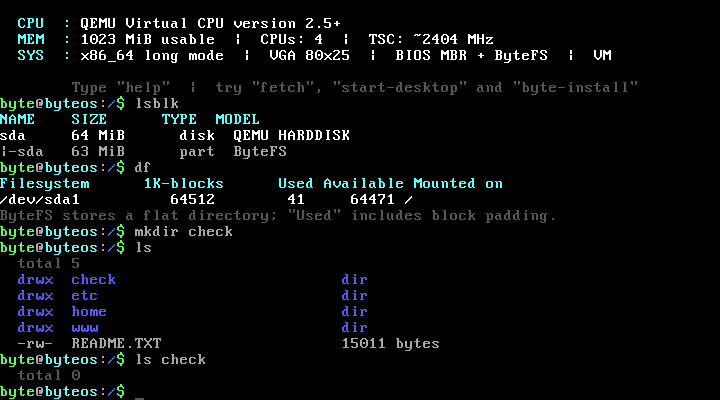 CPU : QEMU Virtual CPU version 2.5+
MEM : 1023 MiB usable ¦ CPUs: 4 ¦ TSC: ~2404 MHz
SYS : x86_64 long mode ¦ VGA 80x25 ¦ BIOS MBR + ByteFS ¦ VM
Type "help" ¦ try "fetch", "start-desktop" and "byte-install"
byte@byteos:/$ lsblk
NAME SIZE TYPE MODEL
sda 64 MiB disk QEMU HARDDISK
¦-sda 63 MiB part ByteFS
byte@byteos:/$ df
Filesystem 1K-blocks Used Available Mounted on
/dev/sda1 64512 41 64471 /
ByteFS stores a flat directory; "Used" includes block padding.
byte@byteos:/$ mkdir check
byte@byteos:/$ ls
total 5
drwx check dir
drwx etc dir
drwx home dir
drwx www dir
-rw- README.TXT 15011 bytes
byte@byteos:/$ ls check
total 0
byte@byteos:/$ _